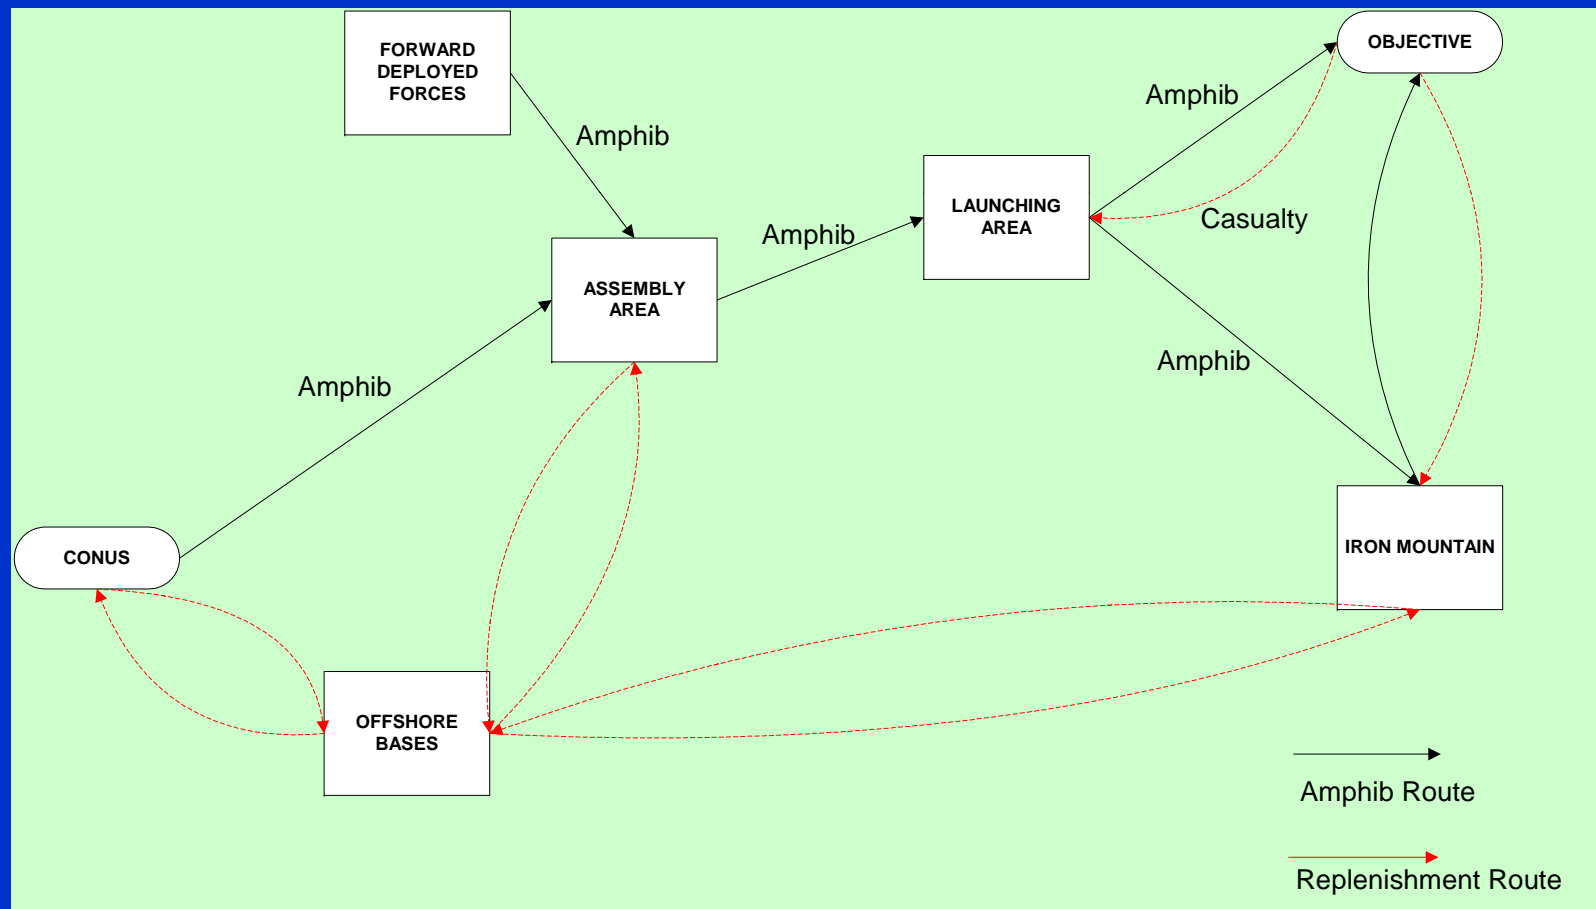 FORWARD
DEPLOYED
FORCES
OBJECTIVE
Amphib
Amphib
LAUNCHING
AREA
Casualty
Amphib
ASSEMBLY
AREA
Amphib
Amphib
CONUS
IRON MOUNTAIN
OFFSHORE
BASES
Amphib Route
Replenishment Route